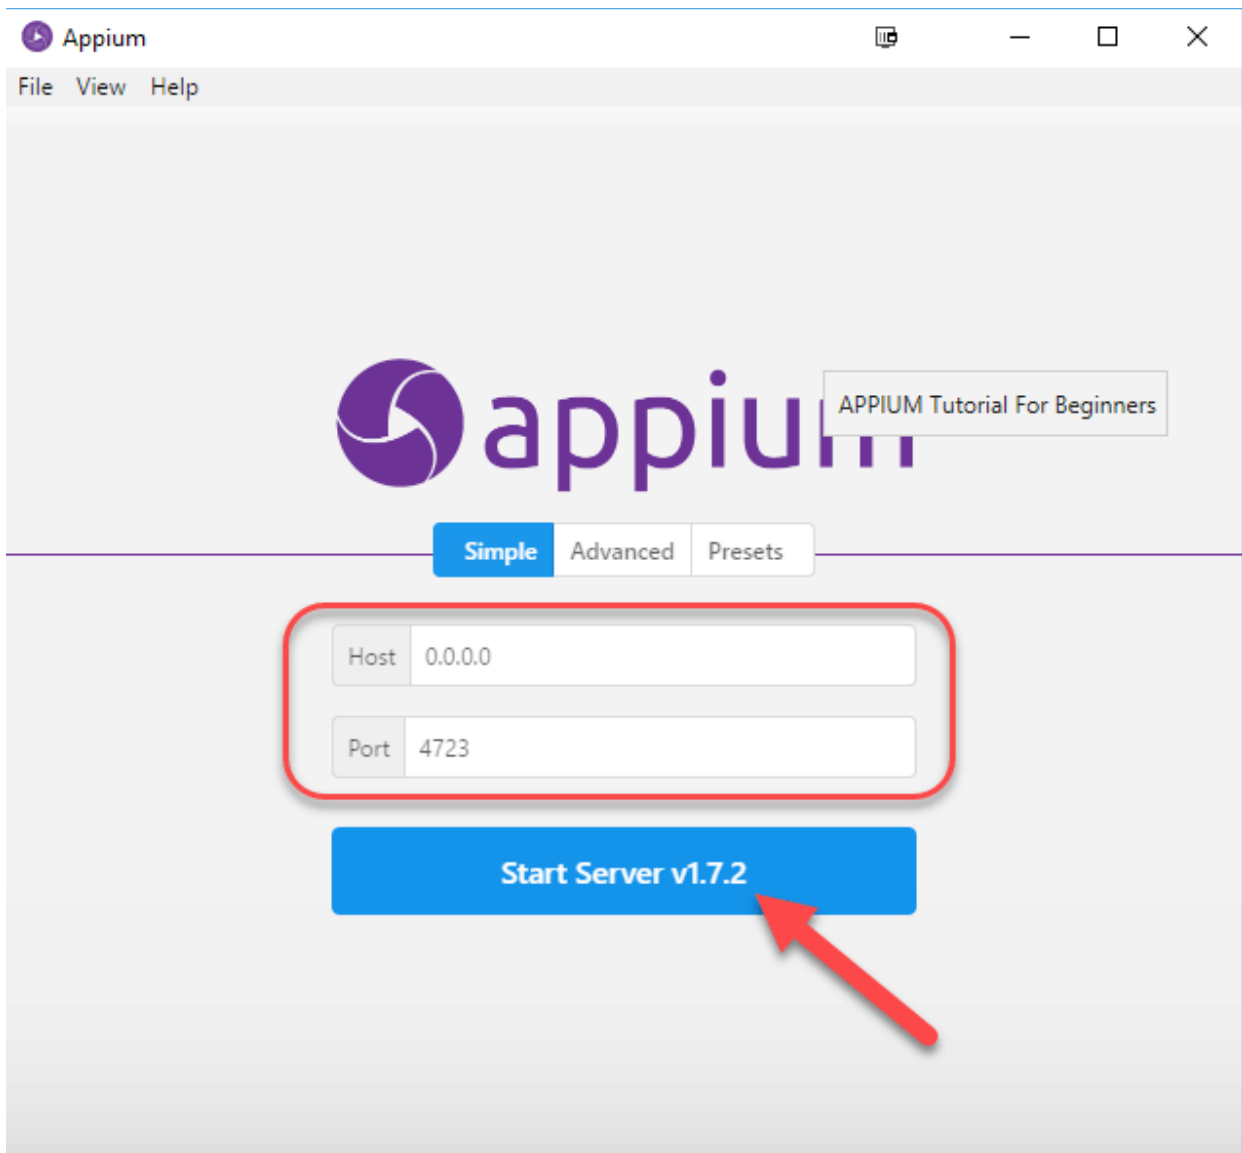 Appium
File View Help
appium
APPIUM Tutorial For Beginners
Simple Advanced Presets
Host 0.0.0.0
Port 4723
Start Server v1.7.2